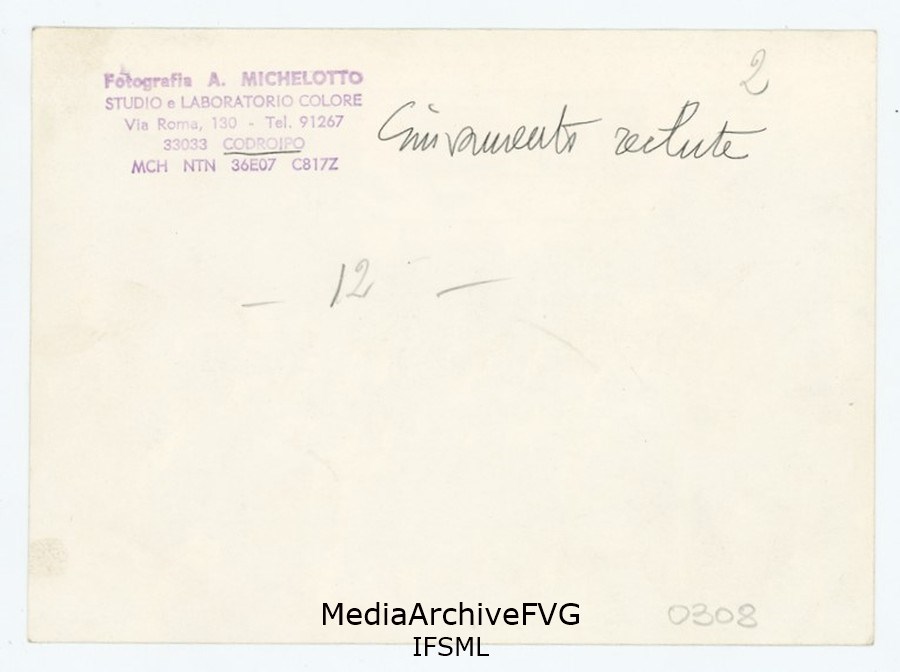 2
Fotografia A. MICHELOTTO
STUDIO e LABORATORIO COLORE
Via Roma, 130 - Tel. 91267
33033 CODROIPO
MCH NTN 36E07 C817Z
Giuramento reclute
- 12 -
0308
MediaArchiveFVG
IFSML